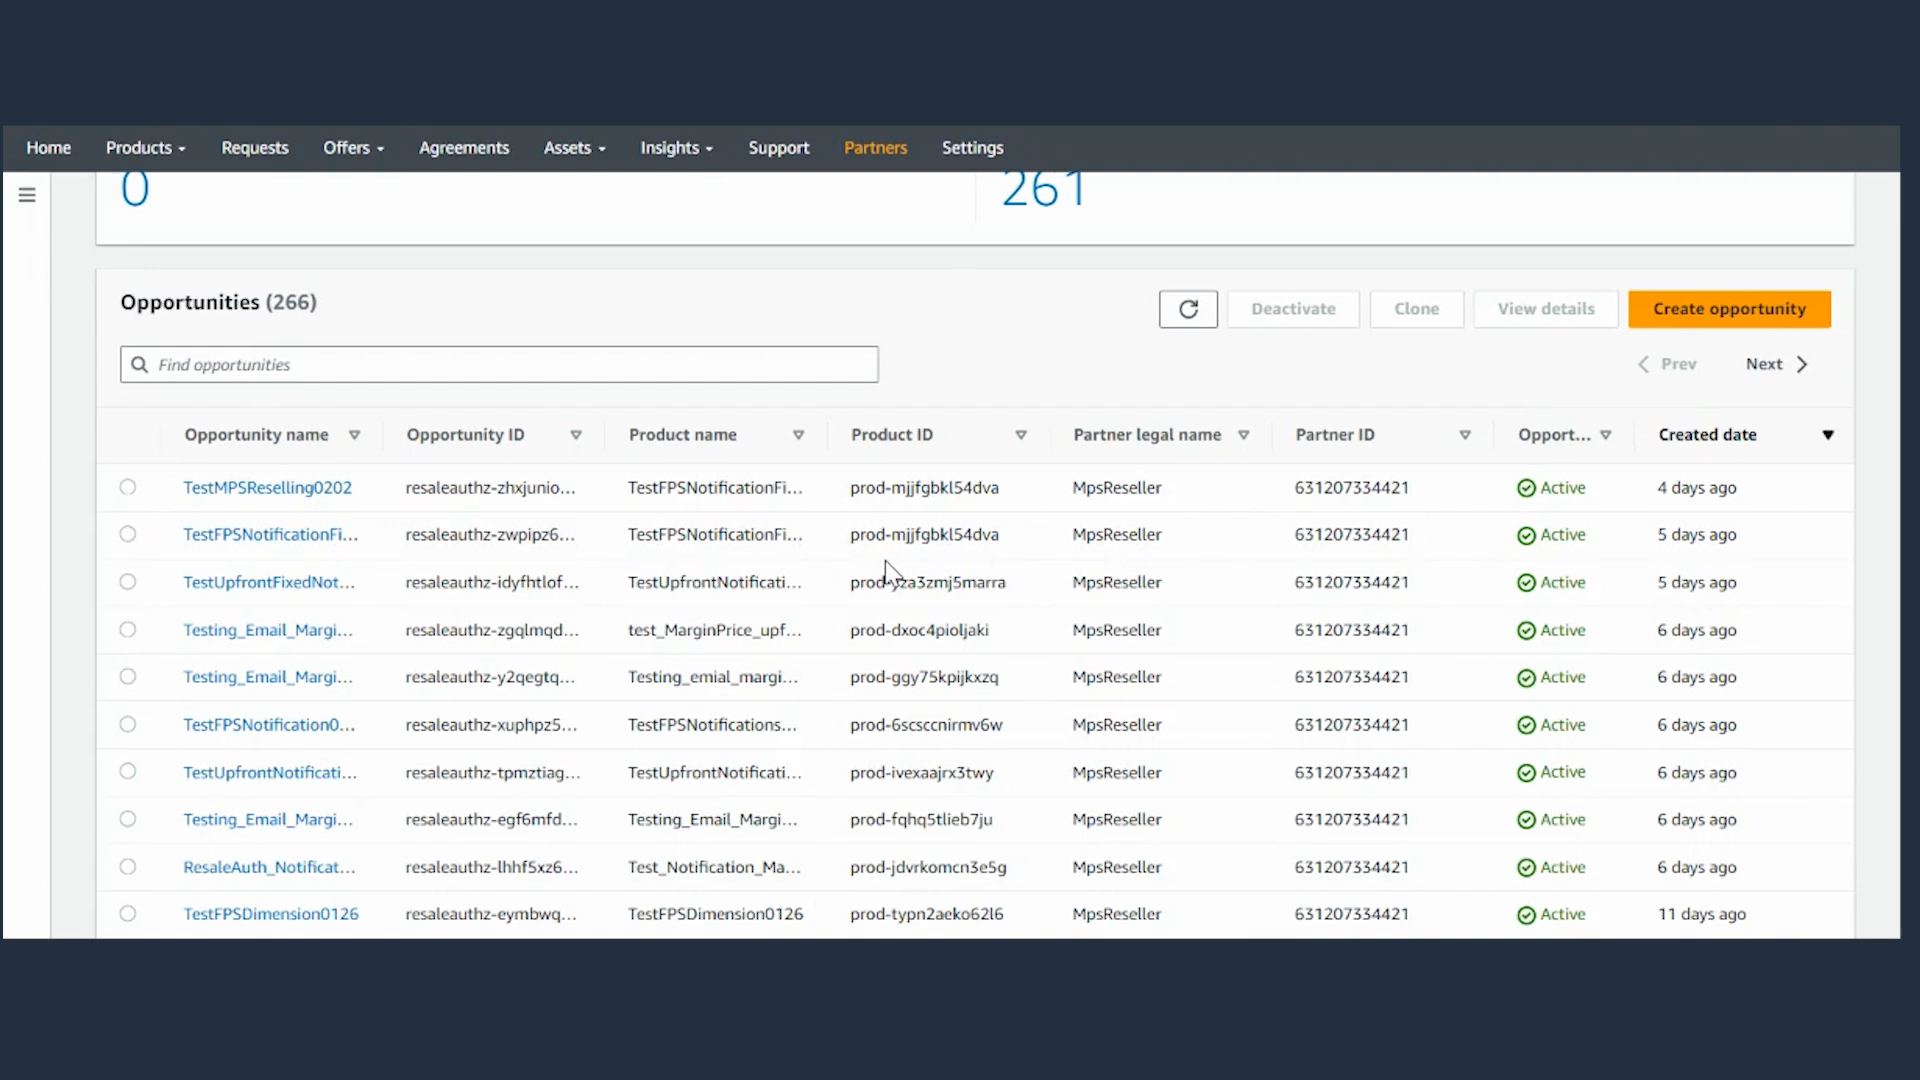 Home Products Requests Offers Agreements Assets Insights Support Partners Settings
0 261
Opportunities (266)
Deactivate Clone View details Create opportunity
Find opportunities
Prev Next
Opportunity name Opportunity ID Product name Product ID Partner legal name Partner ID Opport... Created date
TestMPSReselling0202 resaleauthz-zhxjunio... TestFPSNotificationFi... prod-mjjfgbkl54dva MpsReseller 631207334421 Active 4 days ago
TestFPSNotificationFi... resaleauthz-zwpipz6... TestFPSNotificationFi... prod-mjjfgbkl54dva MpsReseller 631207334421 Active 5 days ago
TestUpfrontFixedNot... resaleauthz-idyfhtlof... TestUpfrontNotificati... MpsReseller 631207334421 Active 5 days ago
Testing_Email_Margi... resaleauthz-zgqlmqd... test_MarginPrice_upf... prod-dxoc4pioljaki MpsReseller 631207334421 Active 6 days ago
Testing_Email_Margi... resaleauthz-y2qegtq... Testing_emial_margi... prod-ggy75kpijkxzq MpsReseller 631207334421 Active 6 days ago
TestFPSNotification0... resaleauthz-xuphpz5... TestFPSNotifications... prod-6scsccnirmv6w MpsReseller 631207334421 Active 6 days ago
TestUpfrontNotificati... resaleauthz-tpmztiag... TestUpfrontNotificati... prod-ivexaajrx3twy MpsReseller 631207334421 Active 6 days ago
Testing_Email_Margi... resaleauthz-egf6mfd... Testing_Email_Margi... prod-fqhq5tlieb7ju MpsReseller 631207334421 Active 6 days ago
ResaleAuth_Notificat... resaleauthz-lhhf5xz6... Test_Notification_Ma... prod-jdvrkomcn3e5g MpsReseller 631207334421 Active 6 days ago
TestFPSDimension0126 resaleauthz-eymbwq... TestFPSDimension0126 prod-typn2aeko62l6 MpsReseller 631207334421 Active 11 days ago